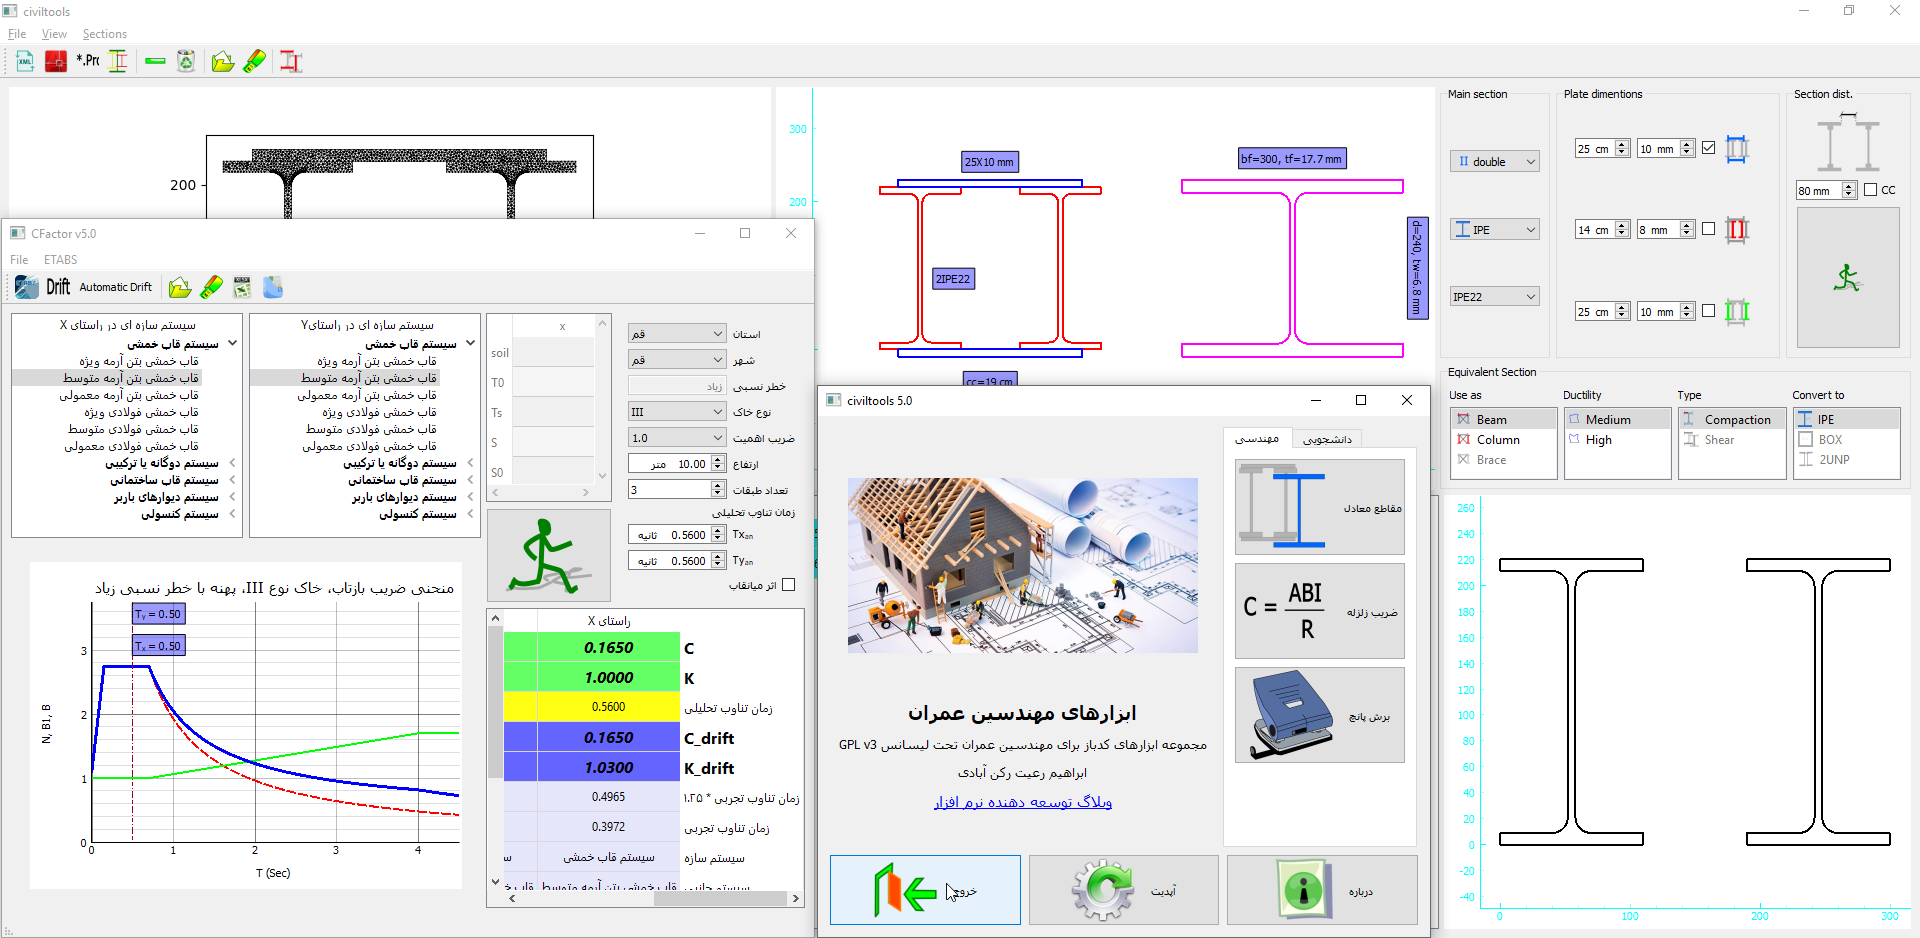 civiltools
File
View
Sections
XML
*.Pro
200
300
200
25X10 mm
2IPE22
cc=19 cm
bf=300, tf=17.7 mm
d=240, tw=6.8 mm
Main section
II double
IPE
IPE22
Plate dimentions
25 cm
10 mm
14 cm
8 mm
25 cm
10 mm
Section dist.
80 mm
CC
Equivalent Section
Use as
Beam
Column
Brace
Ductility
Medium
High
Type
Compaction
Shear
Convert to
IPE
BOX
2UNP
260
240
220
200
180
160
140
120
100
80
60
40
20
0
-20
-40
0
100
200
300
CFactor v5.0
File
ETABS
Drift
Automatic Drift
سیستم سازه ای در راستای X
سیستم قاب خمشی
قاب خمشی بتن آرمه ویژه
قاب خمشی بتن آرمه متوسط
قاب خمشی بتن آرمه معمولی
قاب خمشی فولادی ویژه
قاب خمشی فولادی متوسط
قاب خمشی فولادی معمولی
سیستم دوگانه یا ترکیبی
سیستم قاب ساختمانی
سیستم دیوارهای باربر
سیستم کنسولی
سیستم سازه ای در راستایY
سیستم قاب خمشی
قاب خمشی بتن آرمه ویژه
قاب خمشی بتن آرمه متوسط
قاب خمشی بتن آرمه معمولی
قاب خمشی فولادی ویژه
قاب خمشی فولادی متوسط
قاب خمشی فولادی معمولی
سیستم دوگانه یا ترکیبی
سیستم قاب ساختمانی
سیستم دیوارهای باربر
سیستم کنسولی
x
soil
T0
Ts
S
S0
استان
قم
شهر
قم
خطر نسبی
زیاد
نوع خاک
III
ضریب اهمیت
1.0
ارتفاع
10.00 متر
تعداد طبقات
3
زمان تناوب تحلیلی
Txan
0.5600 ثانیه
Tyan
0.5600 ثانیه
اثر میانقاب
منحنی ضریب بازتاب، خاک نوع III، پهنه با خطر نسبی زیاد
Ty = 0.50
Tx = 0.50
N, B1, B
3
2
1
0
0
1
2
3
4
T (Sec)
راستای X
C
0.1650
K
1.0000
زمان تناوب تحلیلی
0.5600
C_drift
0.1650
K_drift
1.0300
زمان تناوب تجربی * ۱.۲۵
0.4965
زمان تناوب تجربی
0.3972
سیستم سازه
سیستم قاب خمشی
سیستم جانبی
قاب خمشی بتن آرمه متوسط
civiltools 5.0
مهندسی
دانشجویی
مقاطع معادل
C = ABI / R
ضریب زلزله
برش پانچ
ابزارهای مهندسین عمران
مجموعه ابزارهای کدباز برای مهندسین عمران تحت لیسانس GPL v3
ابراهیم رعیت رکن آبادی
وبلاگ توسعه دهنده نرم افزار
خروج
آپدیت
درباره